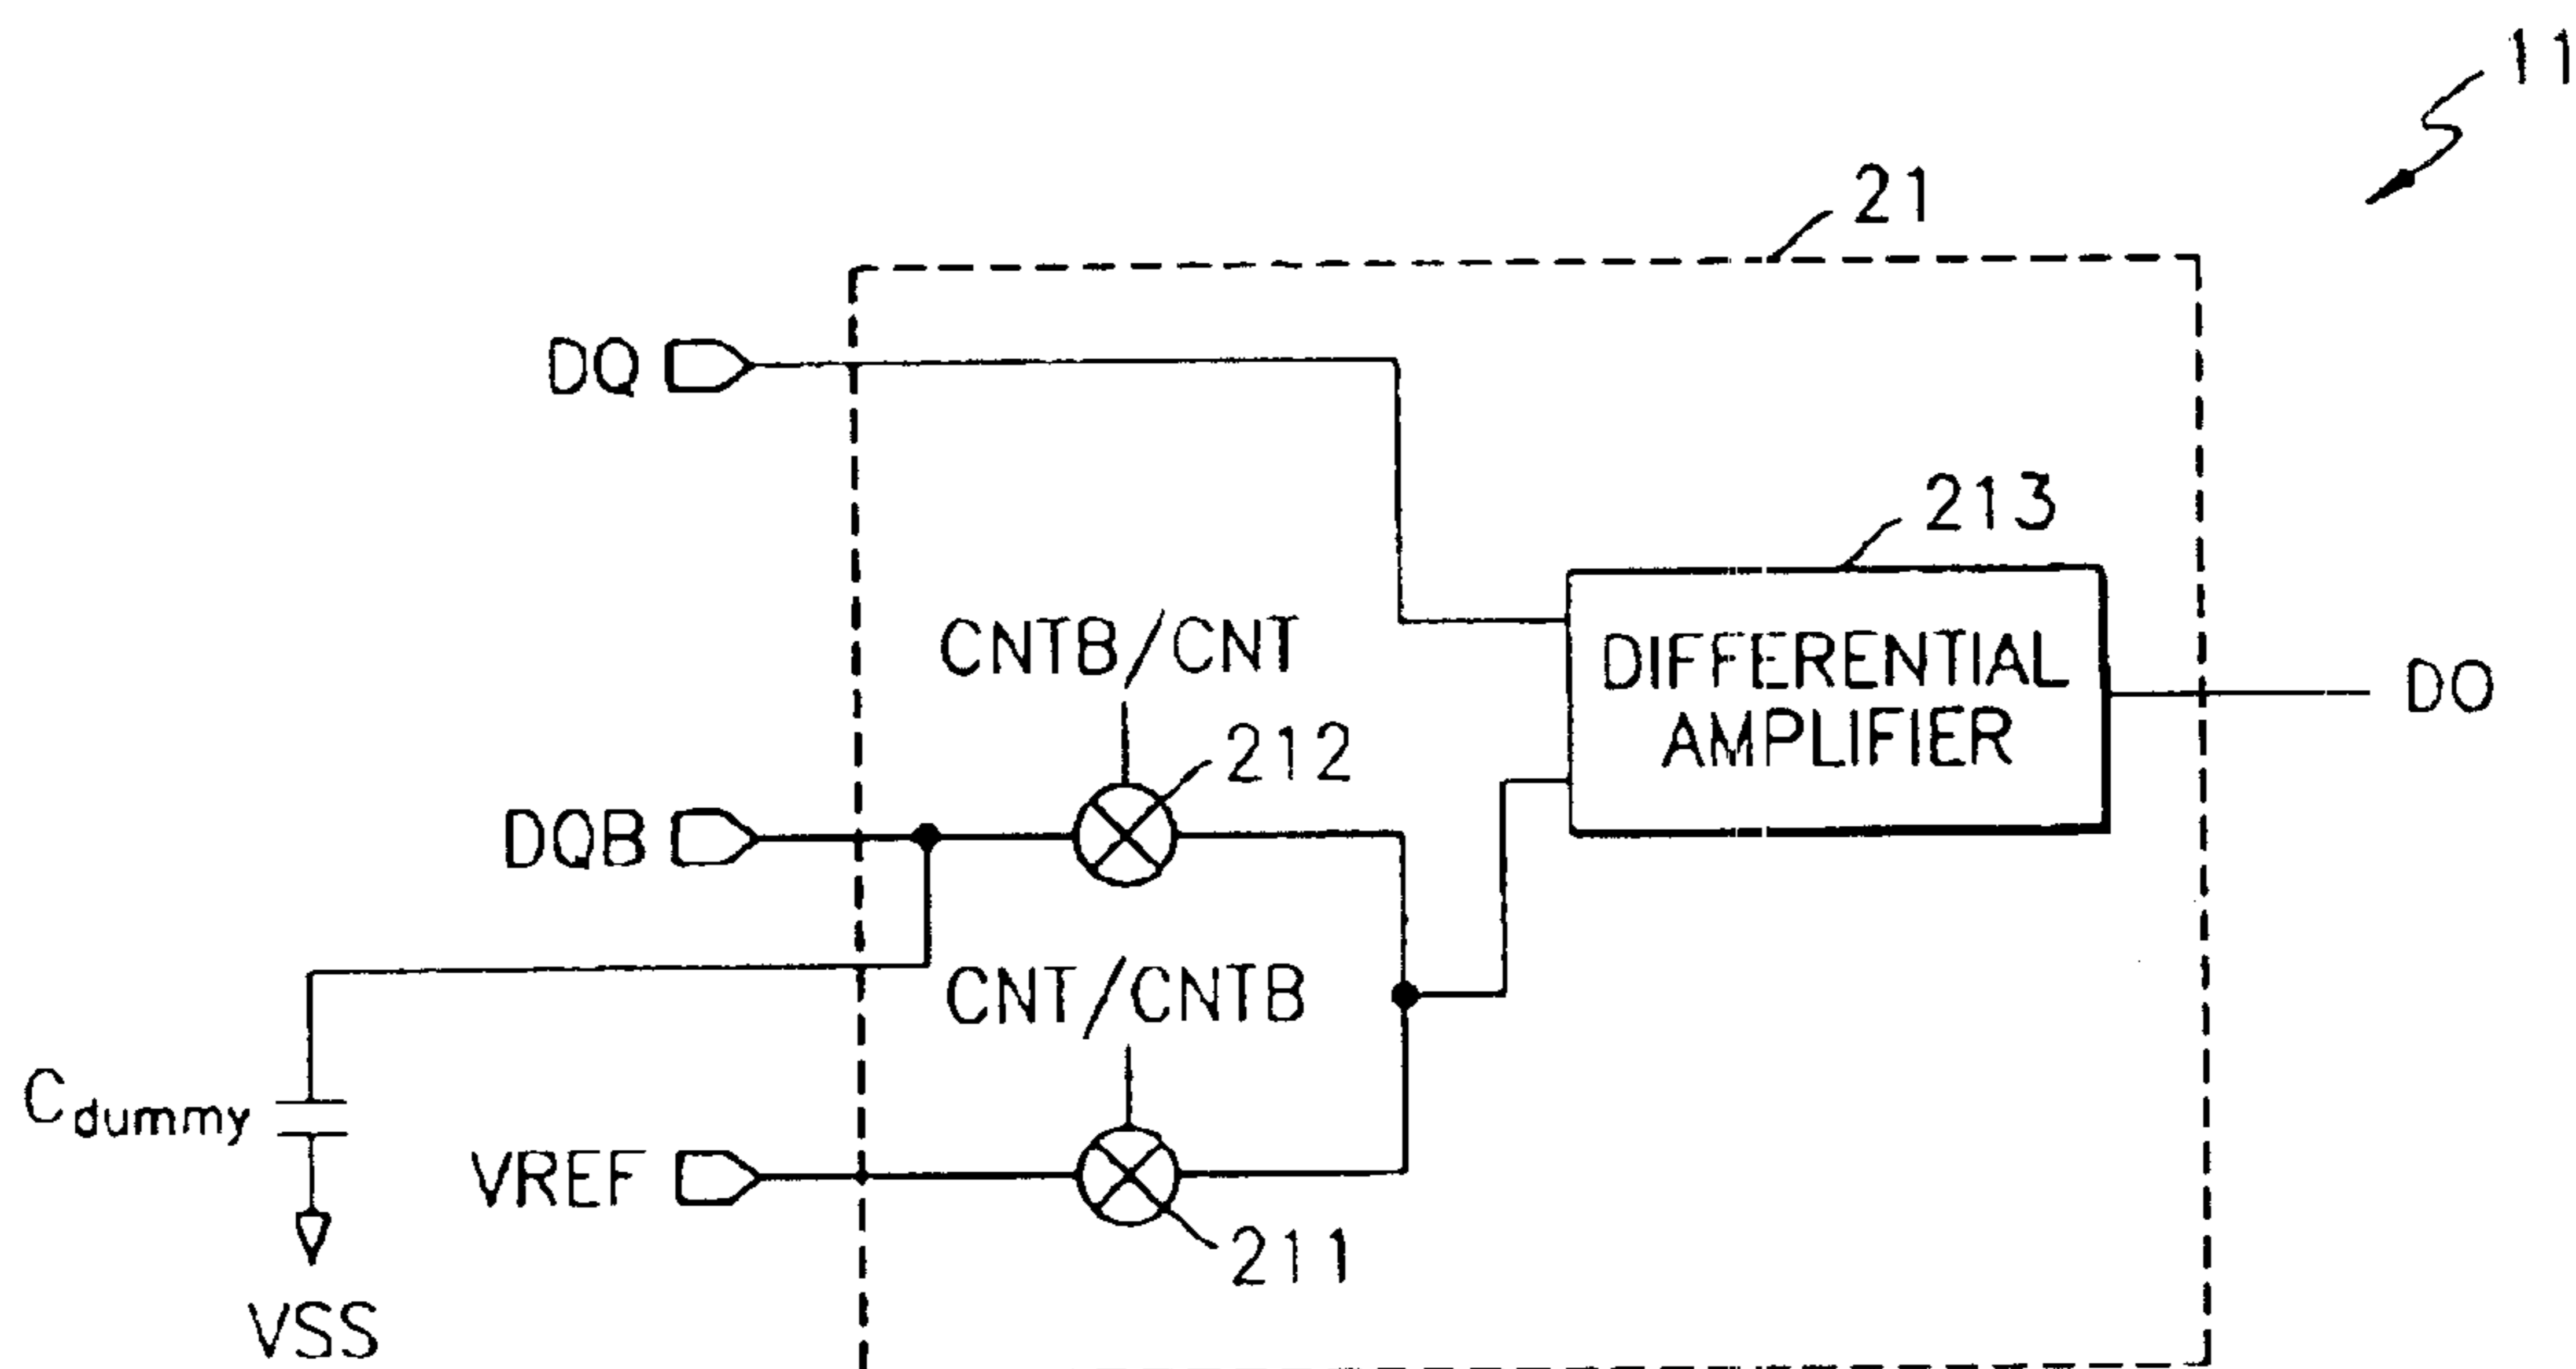 11
21
DQ
213
CNTB/CNT
DIFFERENTIAL
AMPLIFIER
DO
212
DQB
CNT/CNTB
Cdummy
VREF
211
VSS